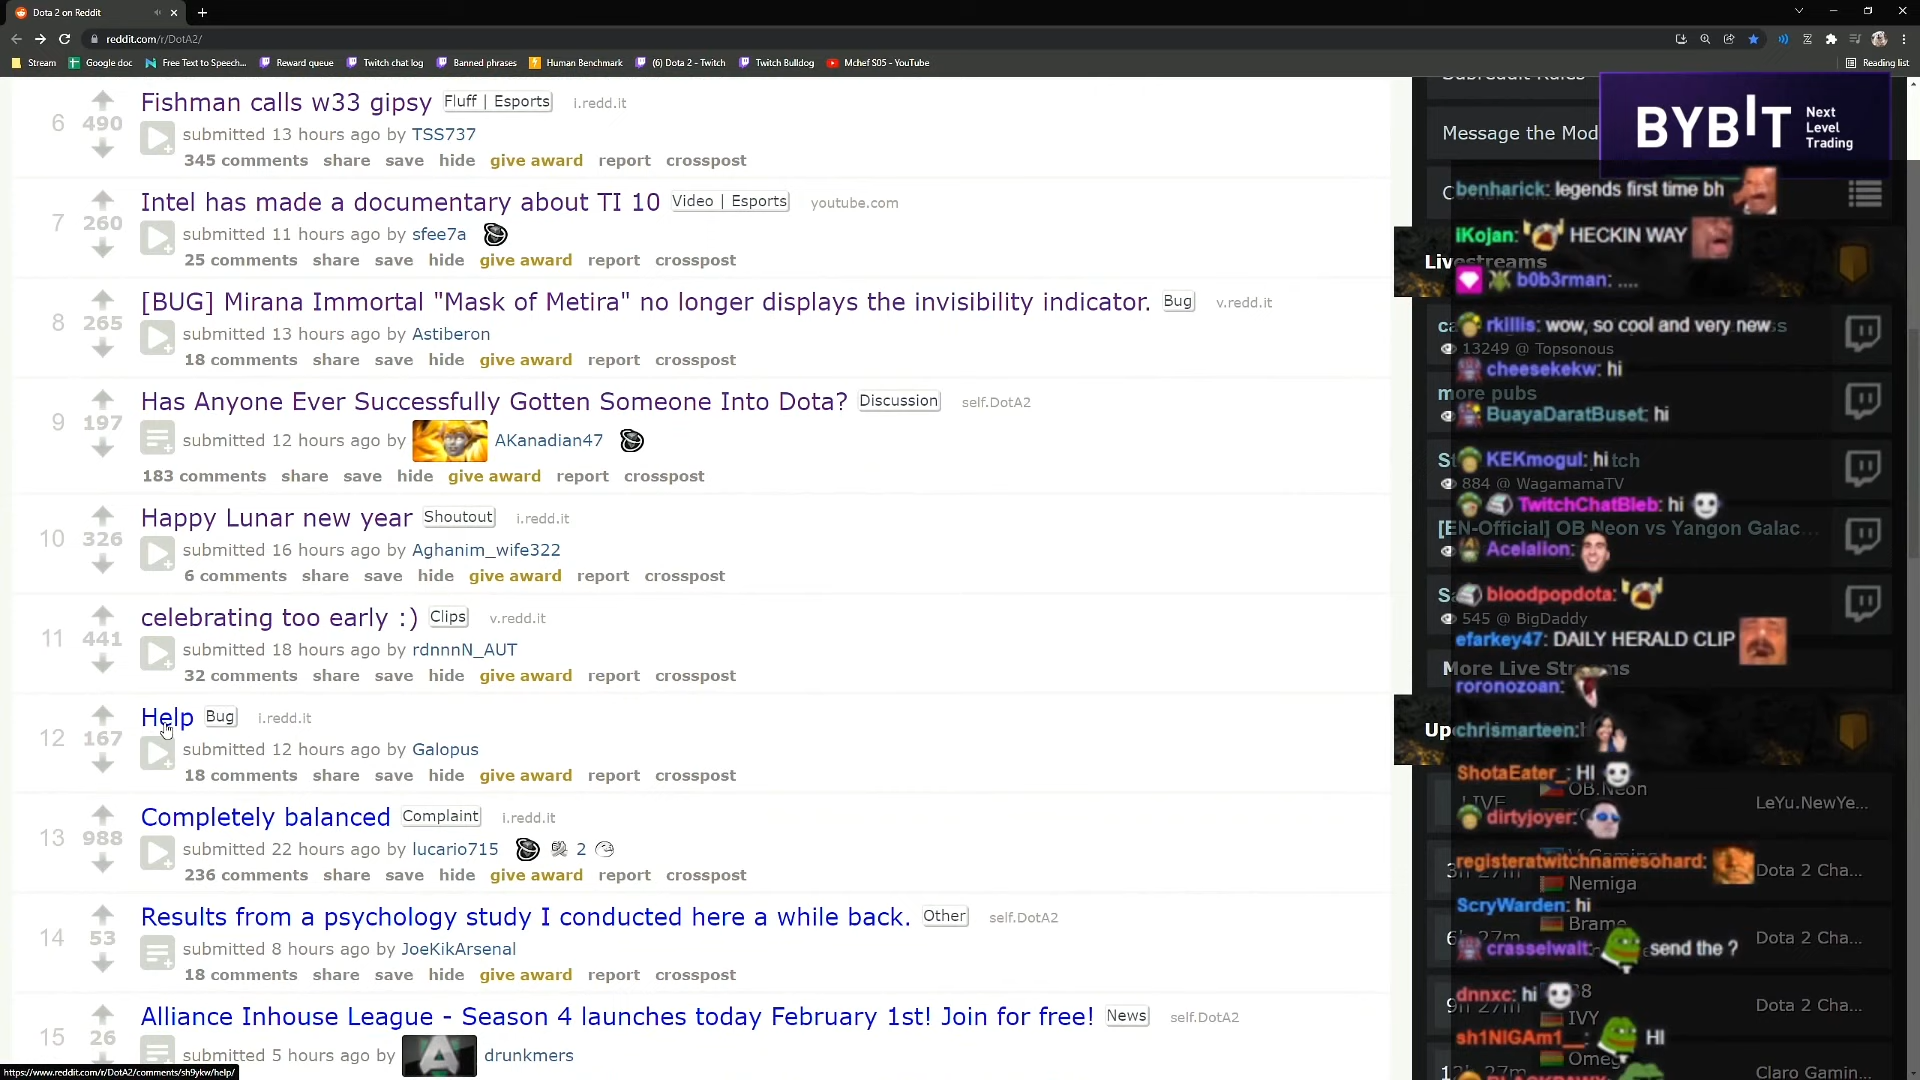 Dota 2 on Reddit
reddit.com/r/DotA2/
Stream Google doc Free Text to Speech... Reward queue Twitch chat log Banned phrases Human Benchmark (6) Dota 2 - Twitch Twitch Bulldog Mchef S05 - YouTube Reading list
6 490 Fishman calls w33 gipsy Fluff | Esports i.redd.it
submitted 13 hours ago by TSS737
345 comments share save hide give award report crosspost
7 260 Intel has made a documentary about TI 10 Video | Esports youtube.com
submitted 11 hours ago by sfee7a
25 comments share save hide give award report crosspost
8 265 [BUG] Mirana Immortal "Mask of Metira" no longer displays the invisibility indicator. Bug v.redd.it
submitted 13 hours ago by Astiberon
18 comments share save hide give award report crosspost
9 197 Has Anyone Ever Successfully Gotten Someone Into Dota? Discussion self.DotA2
submitted 12 hours ago by AKanadian47
183 comments share save hide give award report crosspost
10 326 Happy Lunar new year Shoutout i.redd.it
submitted 16 hours ago by Aghanim_wife322
6 comments share save hide give award report crosspost
11 441 celebrating too early :) Clips v.redd.it
submitted 18 hours ago by rdnnnN_AUT
32 comments share save hide give award report crosspost
12 167 Help Bug i.redd.it
submitted 12 hours ago by Galopus
18 comments share save hide give award report crosspost
13 988 Completely balanced Complaint i.redd.it
submitted 22 hours ago by lucario715 2
236 comments share save hide give award report crosspost
14 53 Results from a psychology study I conducted here a while back. Other self.DotA2
submitted 8 hours ago by JoeKikArsenal
18 comments share save hide give award report crosspost
15 26 Alliance Inhouse League - Season 4 launches today February 1st! Join for free! News self.DotA2
submitted 5 hours ago by drunkmers
https://www.reddit.com/r/DotA2/comments/sh9ykw/help/
Message the Mod
BYBIT Next Level Trading
benharick: legends first time bh
iKojan: HECKIN WAY
Livestreams
b0b3rman: ....
rkillis: wow, so cool and very new
13249 @ Topsonous
cheesekekw: hi
more pubs
BuayaDaratBuset: hi
KEKmogul: hi
884 @ WagamamaTV
TwitchChatBleb: hi
[EN-Official] OB Neon vs Yangon Galac...
Acelalion:
bloodpopdota:
545 @ BigDaddy
efarkey47: DAILY HERALD CLIP
More Live Streams
roronozoan:
chrismarteen:
ShotaEater_: HI
OB.Neon LeYu.NewYe...
LIVE
dirtyjoyer:
registeratwitchnamesohard:
Dota 2 Cha...
Nemiga
ScryWarden: hi
Brame
Dota 2 Cha...
crasselwalt: send the ?
dnnxc: hi
Dota 2 Cha...
IVY
sh1NIGAm1__: HI
Claro Gamin...